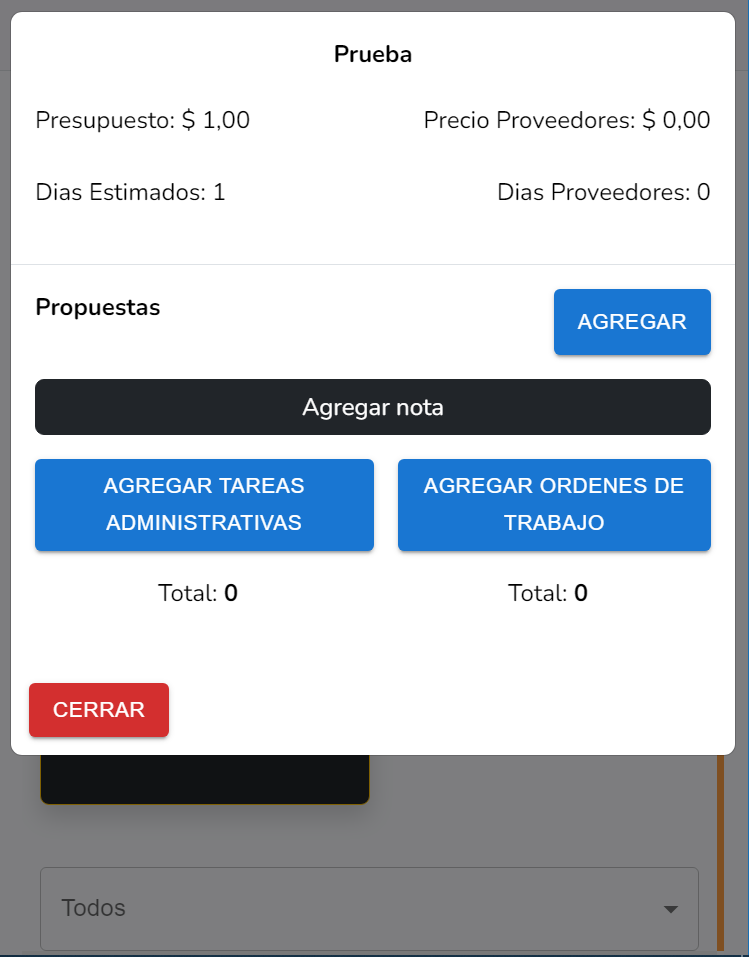 Prueba
Presupuesto: $ 1,00
Precio Proveedores: $ 0,00
Dias Estimados: 1
Dias Proveedores: 0
Propuestas
AGREGAR
Agregar nota
AGREGAR TAREAS
ADMINISTRATIVAS
AGREGAR ORDENES DE
TRABAJO
Total: 0
Total: 0
CERRAR
Todos